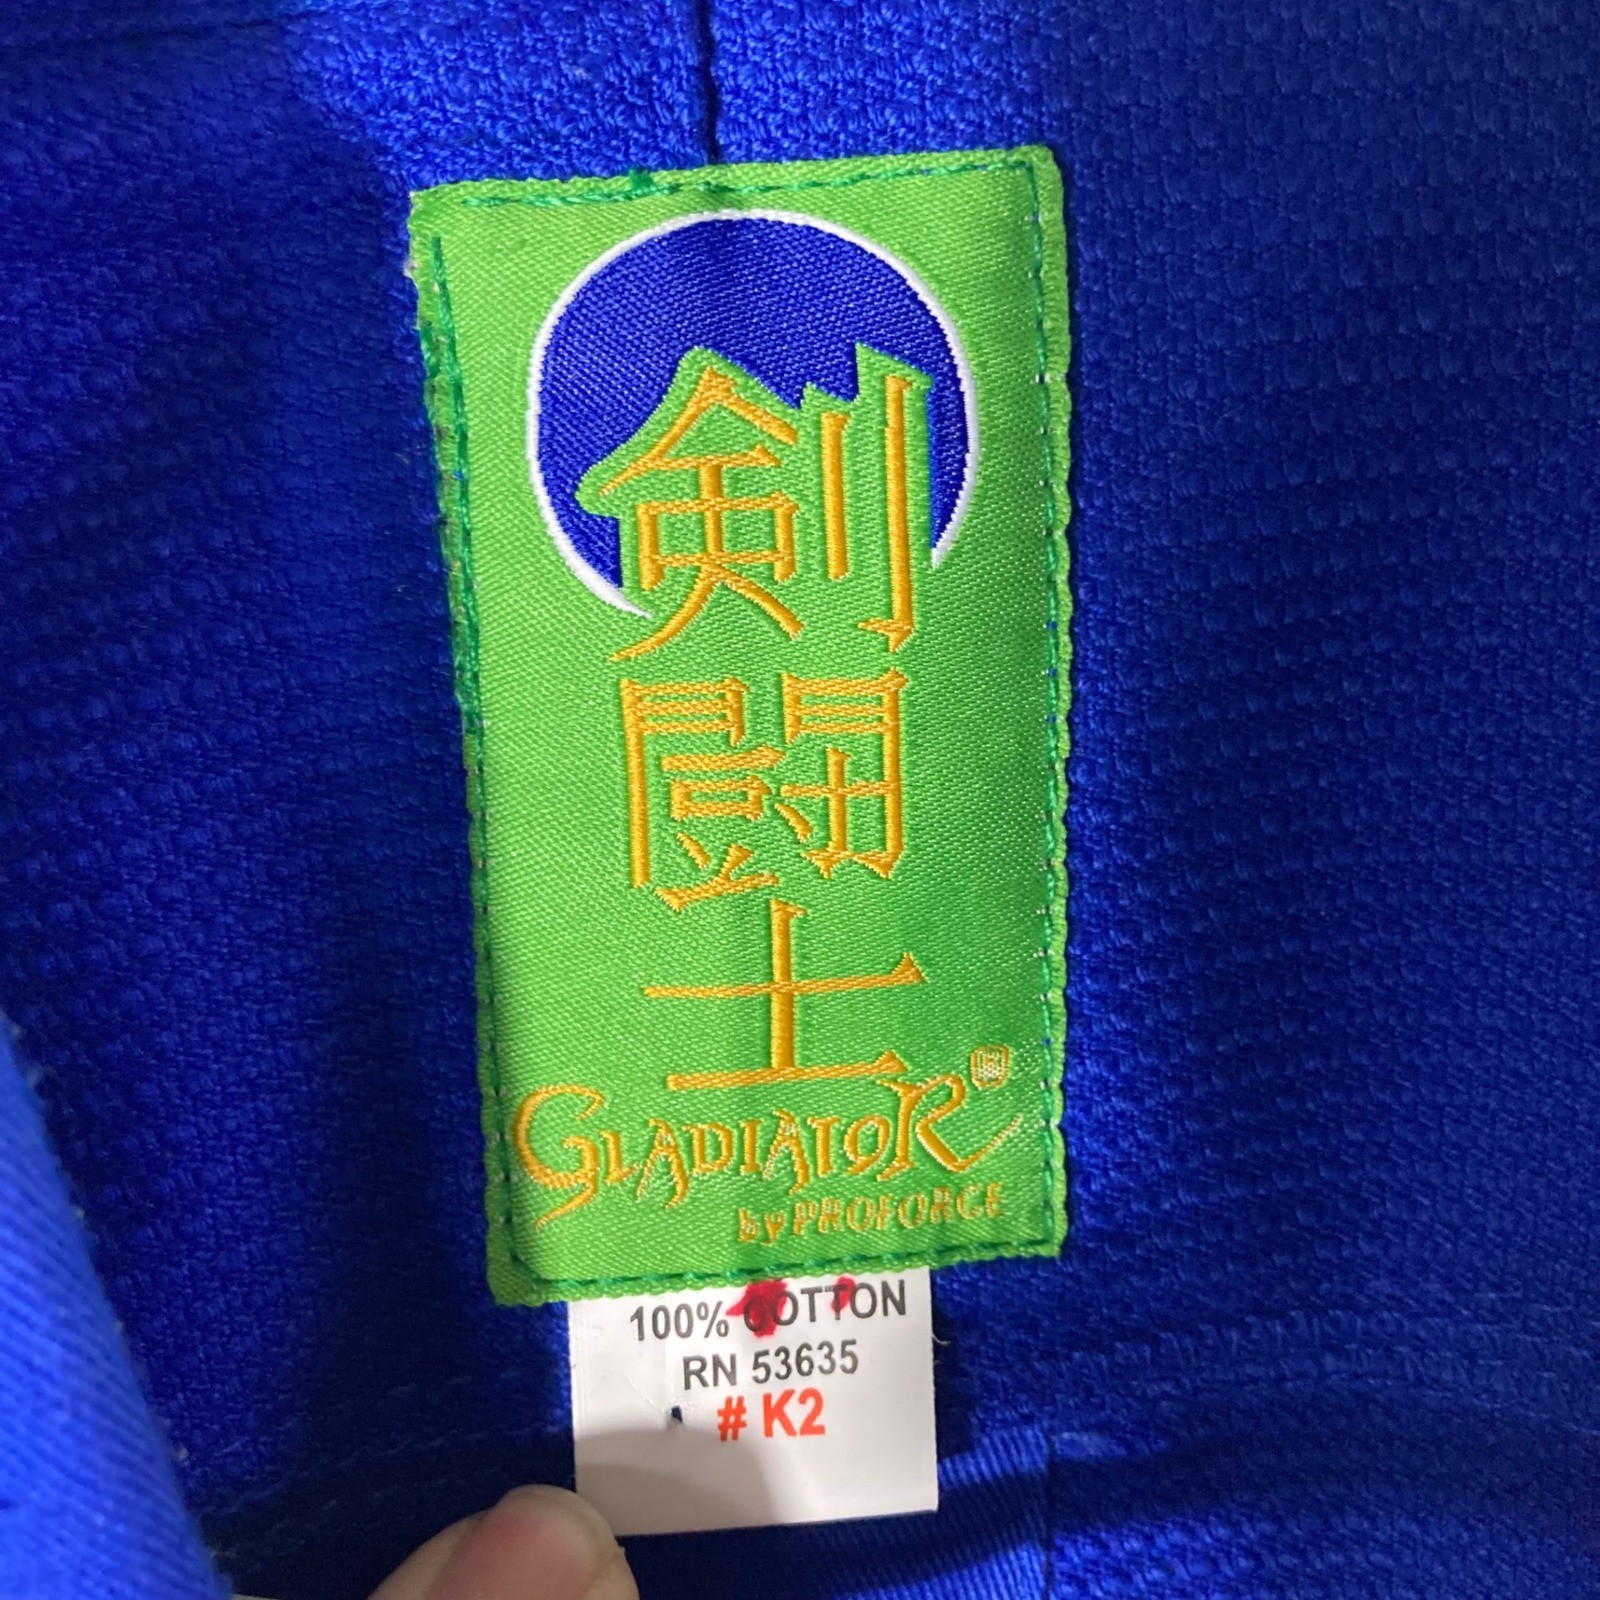 剣
闘
士
GLADIATOR®
by PROFORCE
100% COTTON
RN 53635
# K2